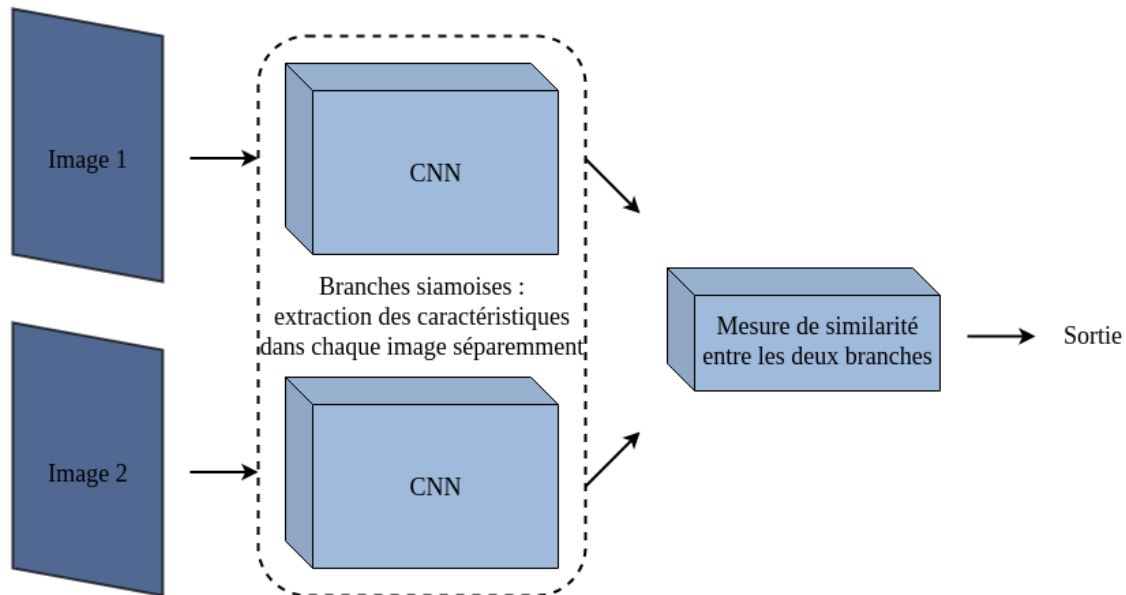 Image 1
CNN
Branches siamoises :
extraction des caractéristiques
dans chaque image séparemment
Image 2
CNN
Mesure de similarité
entre les deux branches
Sortie